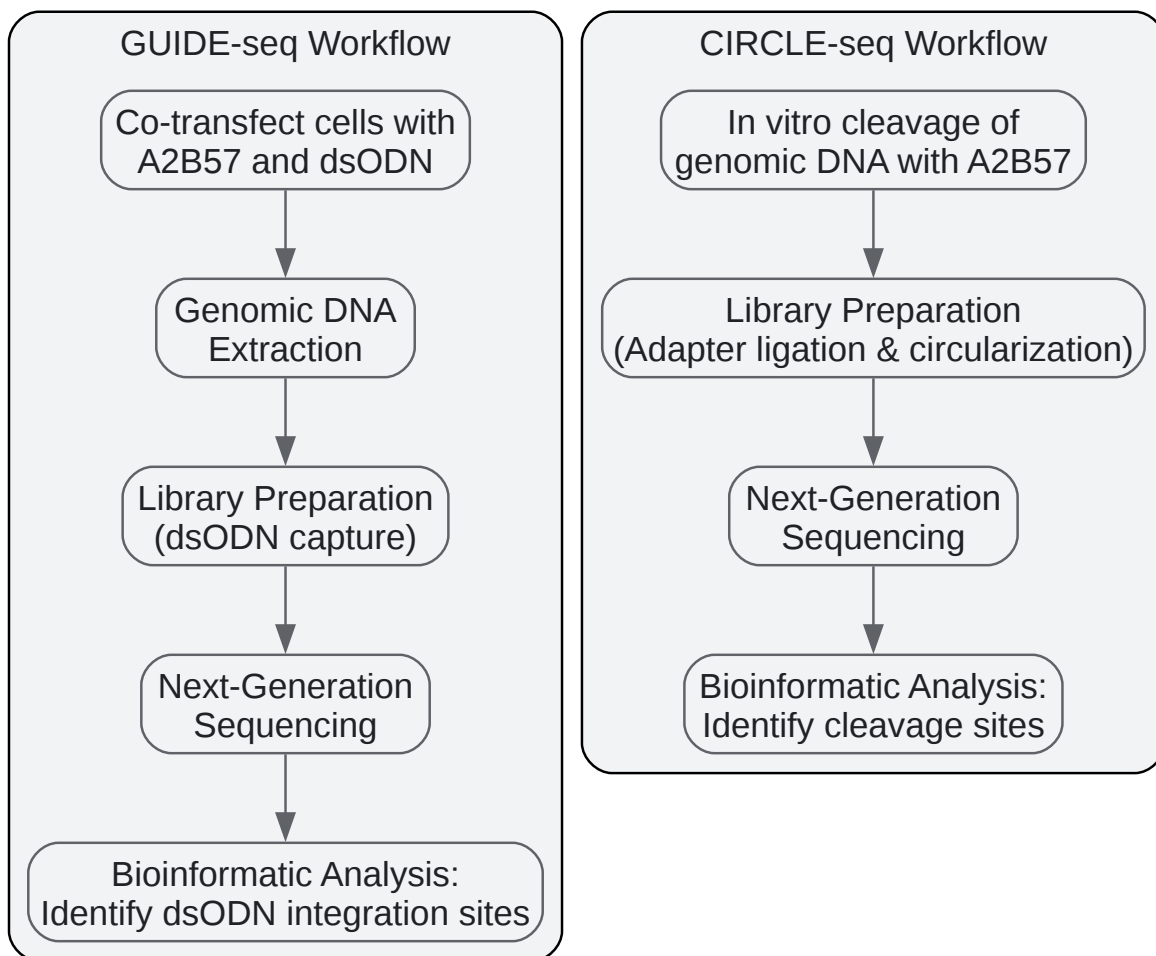 GUIDE-seq Workflow
Co-transfect cells with
A2B57 and dsODN
Genomic DNA
Extraction
Library Preparation
(dsODN capture)
Next-Generation
Sequencing
Bioinformatic Analysis:
Identify dsODN integration sites
CIRCLE-seq Workflow
In vitro cleavage of
genomic DNA with A2B57
Library Preparation
(Adapter ligation & circularization)
Next-Generation
Sequencing
Bioinformatic Analysis:
Identify cleavage sites